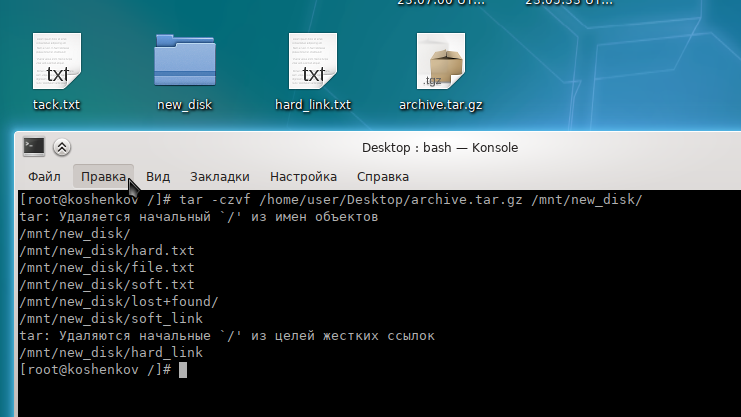 tack.txt
new_disk
hard_link.txt
archive.tar.gz
txt
txt
.tgz
Desktop : bash — Konsole
Файл Правка Вид Закладки Настройка Справка
[root@koshenkov /]# tar -czvf /home/user/Desktop/archive.tar.gz /mnt/new_disk/
tar: Удаляется начальный `/' из имен объектов
/mnt/new_disk/
/mnt/new_disk/hard.txt
/mnt/new_disk/file.txt
/mnt/new_disk/soft.txt
/mnt/new_disk/lost+found/
/mnt/new_disk/soft_link
tar: Удаляются начальные `/' из целей жестких ссылок
/mnt/new_disk/hard_link
[root@koshenkov /]#